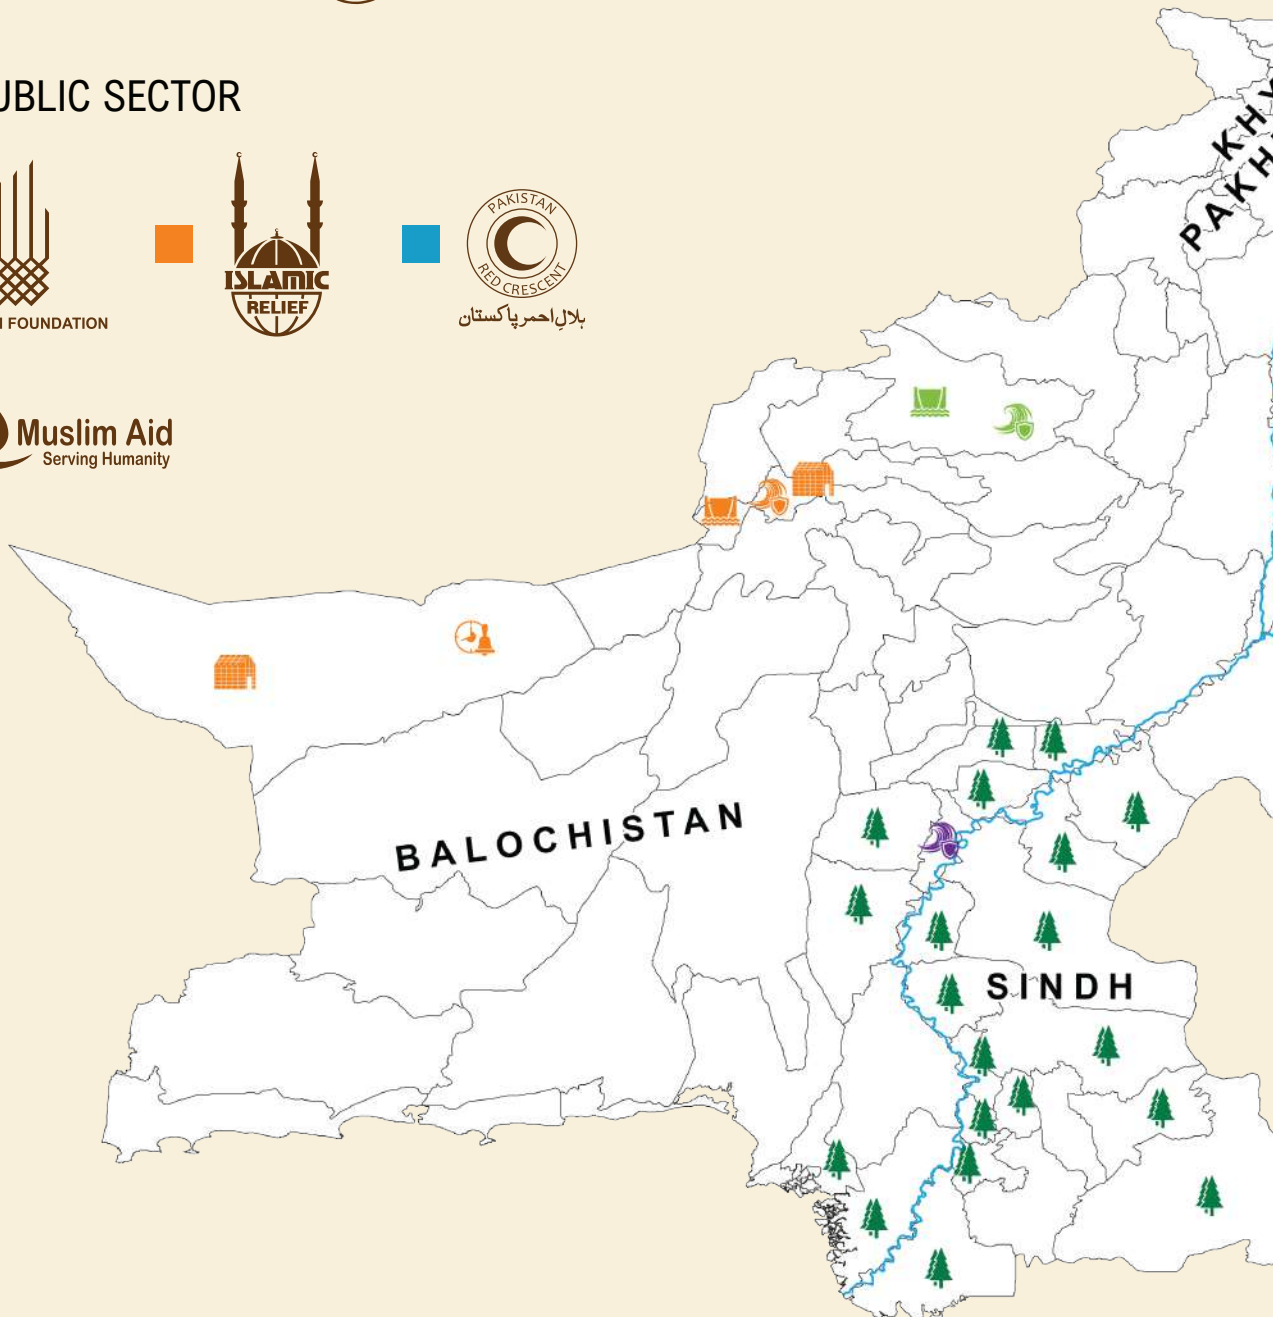 UBLIC SECTOR
FOUNDATION
ISLAMIC
RELIEF
PAKISTAN
RED CRESCENT
ہلالِ احمر پاکستان
Muslim Aid
Serving Humanity
KHY
PAKH
BALOCHISTAN
SINDH